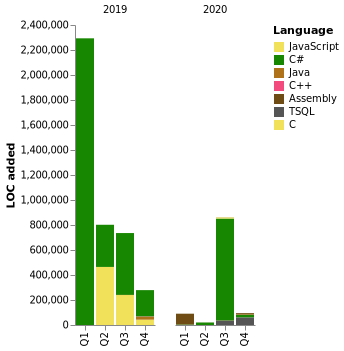 2019
2020
LOC added
2,400,000
2,200,000
2,000,000
1,800,000
1,600,000
1,400,000
1,200,000
1,000,000
800,000
600,000
400,000
200,000
0
Q1
Q2
Q3
Q4
Q1
Q2
Q3
Q4
Language
JavaScript
C#
Java
C++
Assembly
TSQL
C